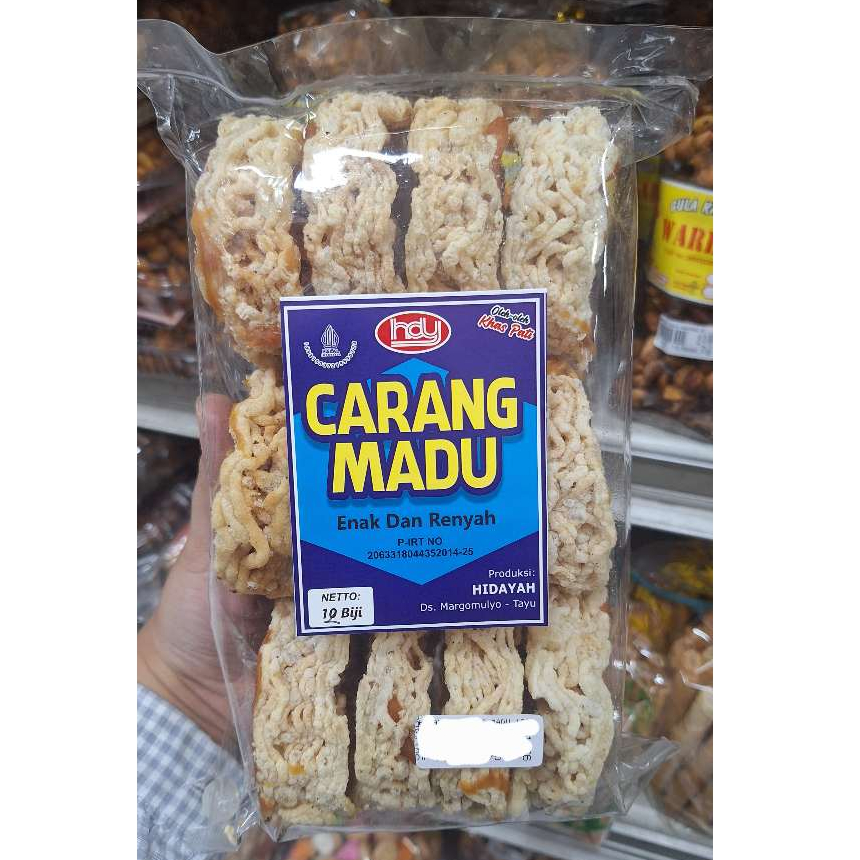 hdy
Oleh-oleh
Khas Pati
CARANG
MADU
Enak Dan Renyah
P-IRT NO
2063318044352014-25
Produksi:
HIDAYAH
Ds. Margomulyo - Tayu
NETTO:
10 Biji
GULA